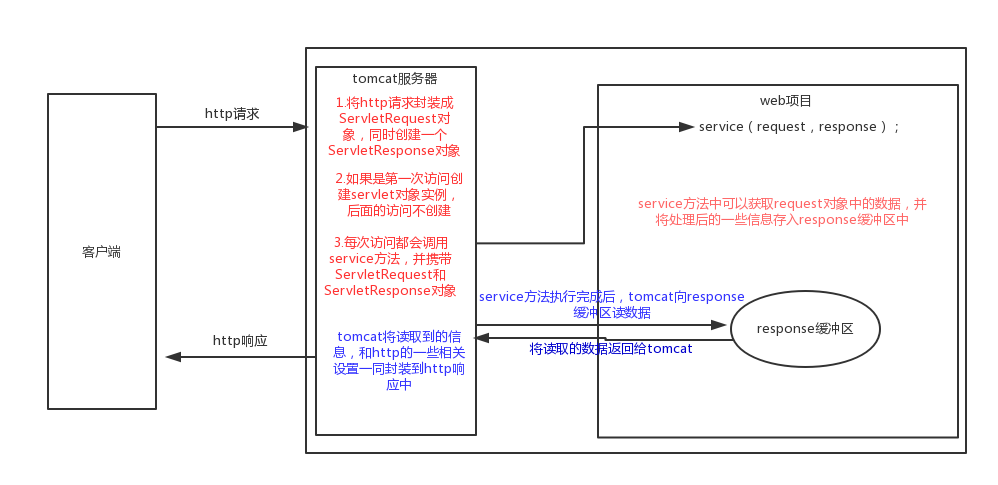 客户端
http请求
http响应
tomcat服务器
1.将http请求封装成
ServletRequest对
象，同时创建一个
ServletResponse对象
2.如果是第一次访问创
建servlet对象实例，
后面的访问不创建
3.每次访问都会调用
service方法，并携带
ServletRequest和
ServletResponse对象
tomcat将读取到的信
息，和http的一些相关
设置一同封装到http响
应中
web项目
service（request，response）；
service方法中可以获取request对象中的数据，并
将处理后的一些信息存入response缓冲区中
service方法执行完成后，tomcat向response
缓冲区读数据
response缓冲区
将读取的数据返回给tomcat